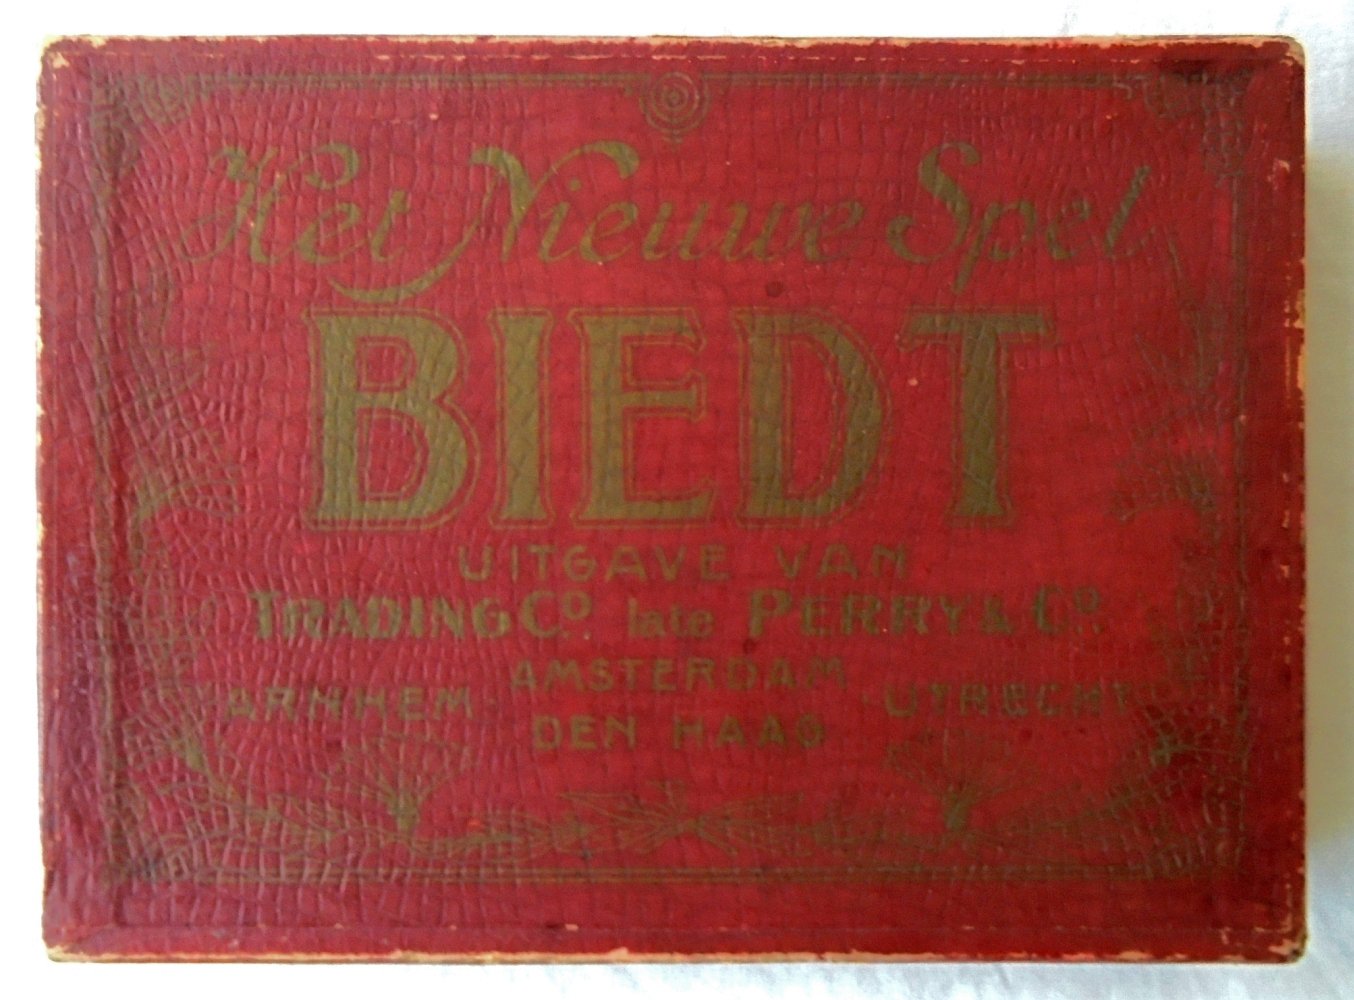 Het Nieuwe Spel
BIEDT
UITGAVE VAN
TRADING Co. late PERRY & Co.
AMSTERDAM
ARNHEM UTRECHT
DEN HAAG